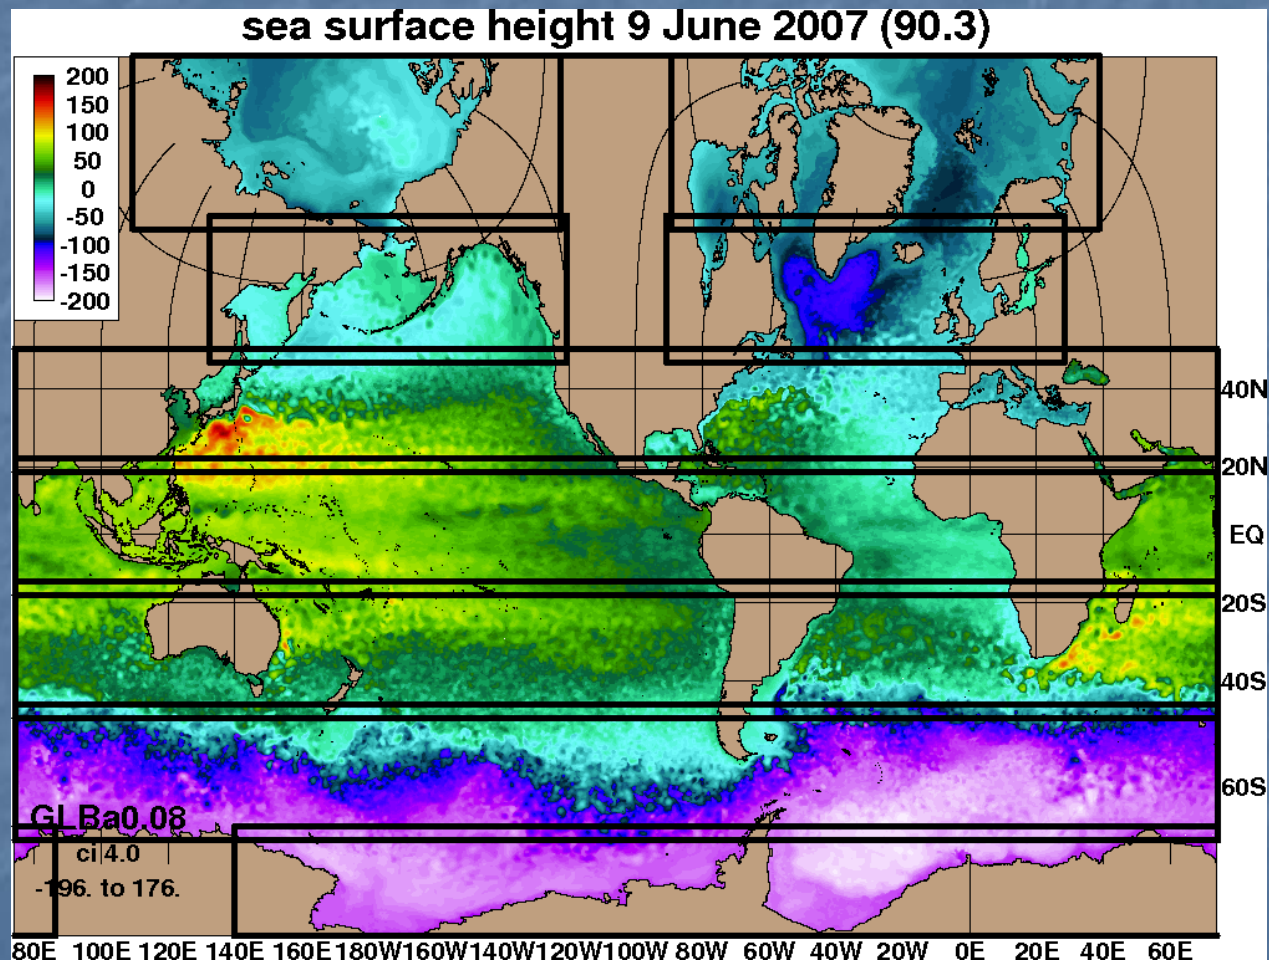 sea surface height 9 June 2007 (90.3)
200
150
100
50
0
-50
-100
-150
-200
40N
20N
EQ
20S
40S
60S
GLBa0.08
ci 4.0
-196. to 176.
80E 100E 120E 140E 160E 180W 160W 140W 120W 100W 80W 60W 40W 20W 0E 20E 40E 60E